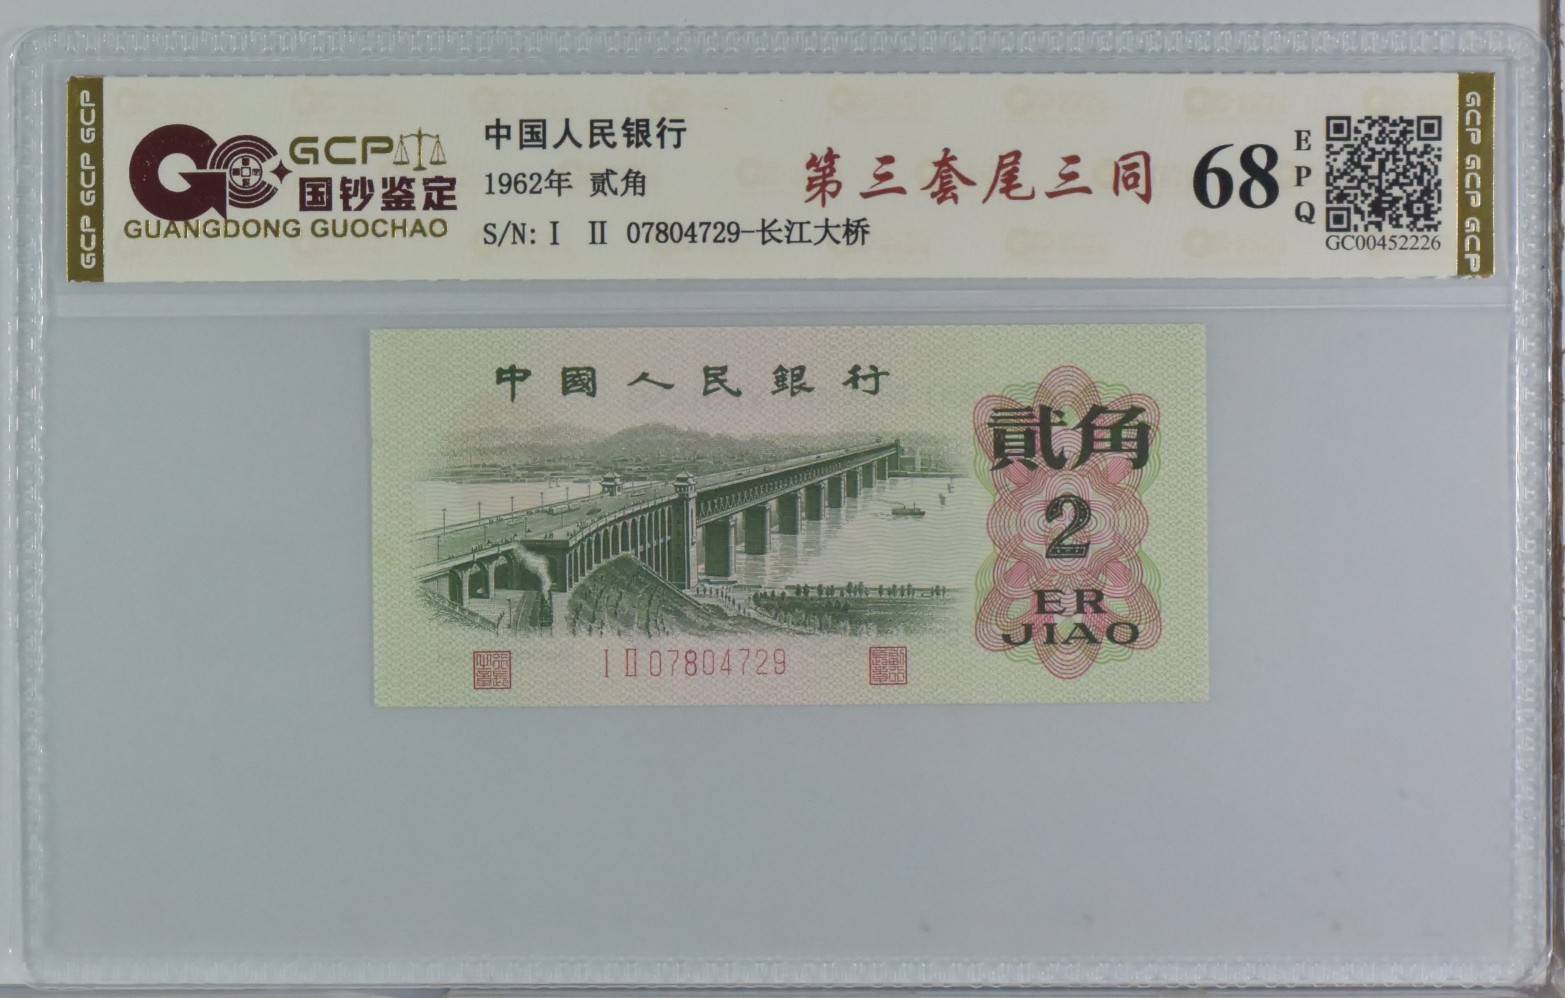 GCP GCP GCP
GCP
国钞鉴定
GUANGDONG GUOCHAO
中国人民银行
1962年 贰角
S/N: I II 07804729-长江大桥
第三套尾三同
68
EPQ
GC00452226
GCP GCP GCP
中國人民銀行
貳角
2
ER
JIAO
I II 07804729